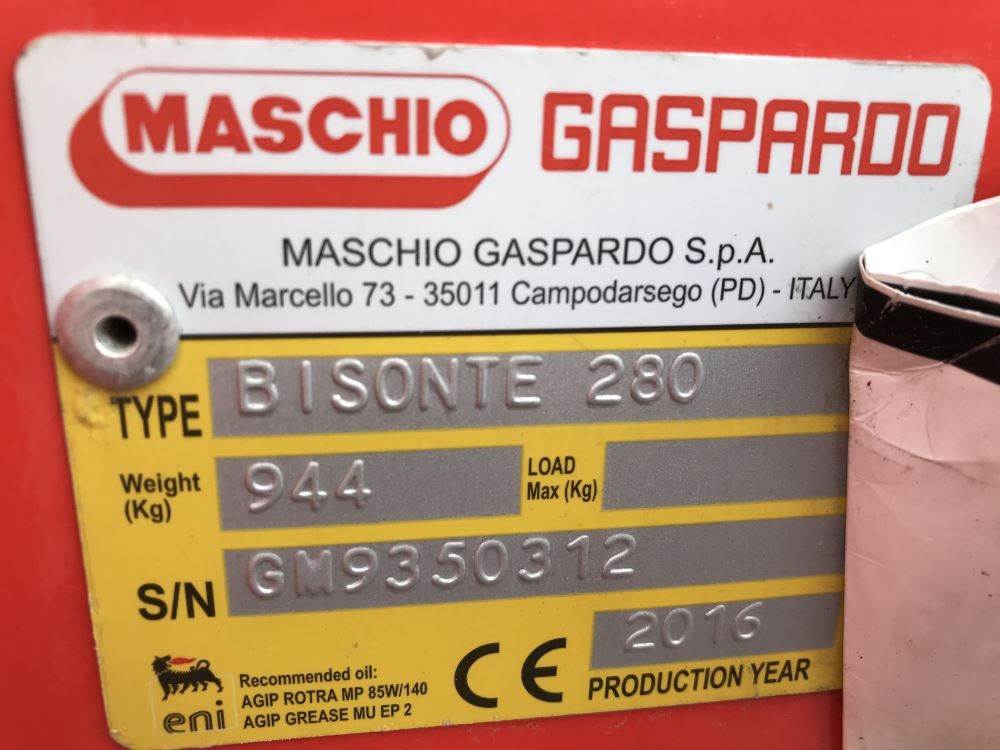 MASCHIO GASPARDO
MASCHIO GASPARDO S.p.A.
Via Marcello 73 - 35011 Campodarsego (PD) - ITALY
TYPE BISONTE 280
Weight (Kg) 944 LOAD Max (Kg)
S/N GM9350312
2016
PRODUCTION YEAR
CE
eni
Recommended oil:
AGIP ROTRA MP 85W/140
AGIP GREASE MU EP 2